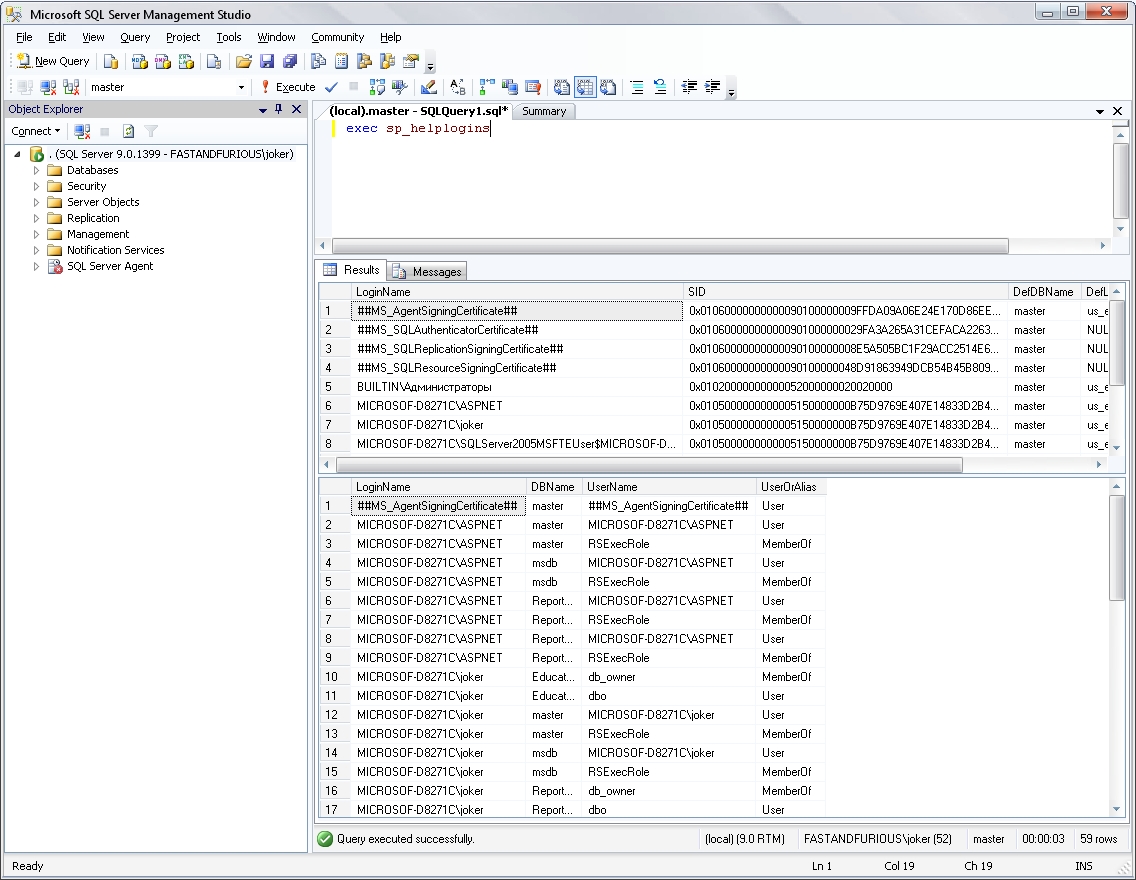 Microsoft SQL Server Management Studio
File Edit View Query Project Tools Window Community Help
New Query
master Execute
Object Explorer
Connect
. (SQL Server 9.0.1399 - FASTANDFURIOUS\joker)
Databases
Security
Server Objects
Replication
Management
Notification Services
SQL Server Agent
(local).master - SQLQuery1.sql* Summary
exec sp_helplogins
Results Messages
LoginName SID DefDBName DefL
1 ##MS_AgentSigningCertificate## 0x0106000000000009010000009FFDA09A06E24E170D86EE... master us_e
2 ##MS_SQLAuthenticatorCertificate## 0x01060000000000090100000029FA3A265A31CEFACA2263... master NUL
3 ##MS_SQLReplicationSigningCertificate## 0x0106000000000009010000008E5A505BC1F29ACC2514E6... master NUL
4 ##MS_SQLResourceSigningCertificate## 0x01060000000000090100000048D91863949DCB54B45B809... master NUL
5 BUILTIN\Администраторы 0x01020000000000052000000020020000 master us_e
6 MICROSOF-D8271C\ASPNET 0x010500000000000515000000B75D9769E407E14833D2B4... master us_e
7 MICROSOF-D8271C\joker 0x010500000000000515000000B75D9769E407E14833D2B4... master us_e
8 MICROSOF-D8271C\SQLServer2005MSFTEUser$MICROSOF-D... 0x010500000000000515000000B75D9769E407E14833D2B4... master us_e
LoginName DBName UserName UserOrAlias
1 ##MS_AgentSigningCertificate## master ##MS_AgentSigningCertificate## User
2 MICROSOF-D8271C\ASPNET master MICROSOF-D8271C\ASPNET User
3 MICROSOF-D8271C\ASPNET master RSExecRole MemberOf
4 MICROSOF-D8271C\ASPNET msdb MICROSOF-D8271C\ASPNET User
5 MICROSOF-D8271C\ASPNET msdb RSExecRole MemberOf
6 MICROSOF-D8271C\ASPNET Report... MICROSOF-D8271C\ASPNET User
7 MICROSOF-D8271C\ASPNET Report... RSExecRole MemberOf
8 MICROSOF-D8271C\ASPNET Report... MICROSOF-D8271C\ASPNET User
9 MICROSOF-D8271C\ASPNET Report... RSExecRole MemberOf
10 MICROSOF-D8271C\joker Educat... db_owner MemberOf
11 MICROSOF-D8271C\joker Educat... dbo User
12 MICROSOF-D8271C\joker master MICROSOF-D8271C\joker User
13 MICROSOF-D8271C\joker master RSExecRole MemberOf
14 MICROSOF-D8271C\joker msdb MICROSOF-D8271C\joker User
15 MICROSOF-D8271C\joker msdb RSExecRole MemberOf
16 MICROSOF-D8271C\joker Report... db_owner MemberOf
17 MICROSOF-D8271C\joker Report... dbo User
Query executed successfully. (local) (9.0 RTM) FASTANDFURIOUS\joker (52) master 00:00:03 59 rows
Ready Ln 1 Col 19 Ch 19 INS